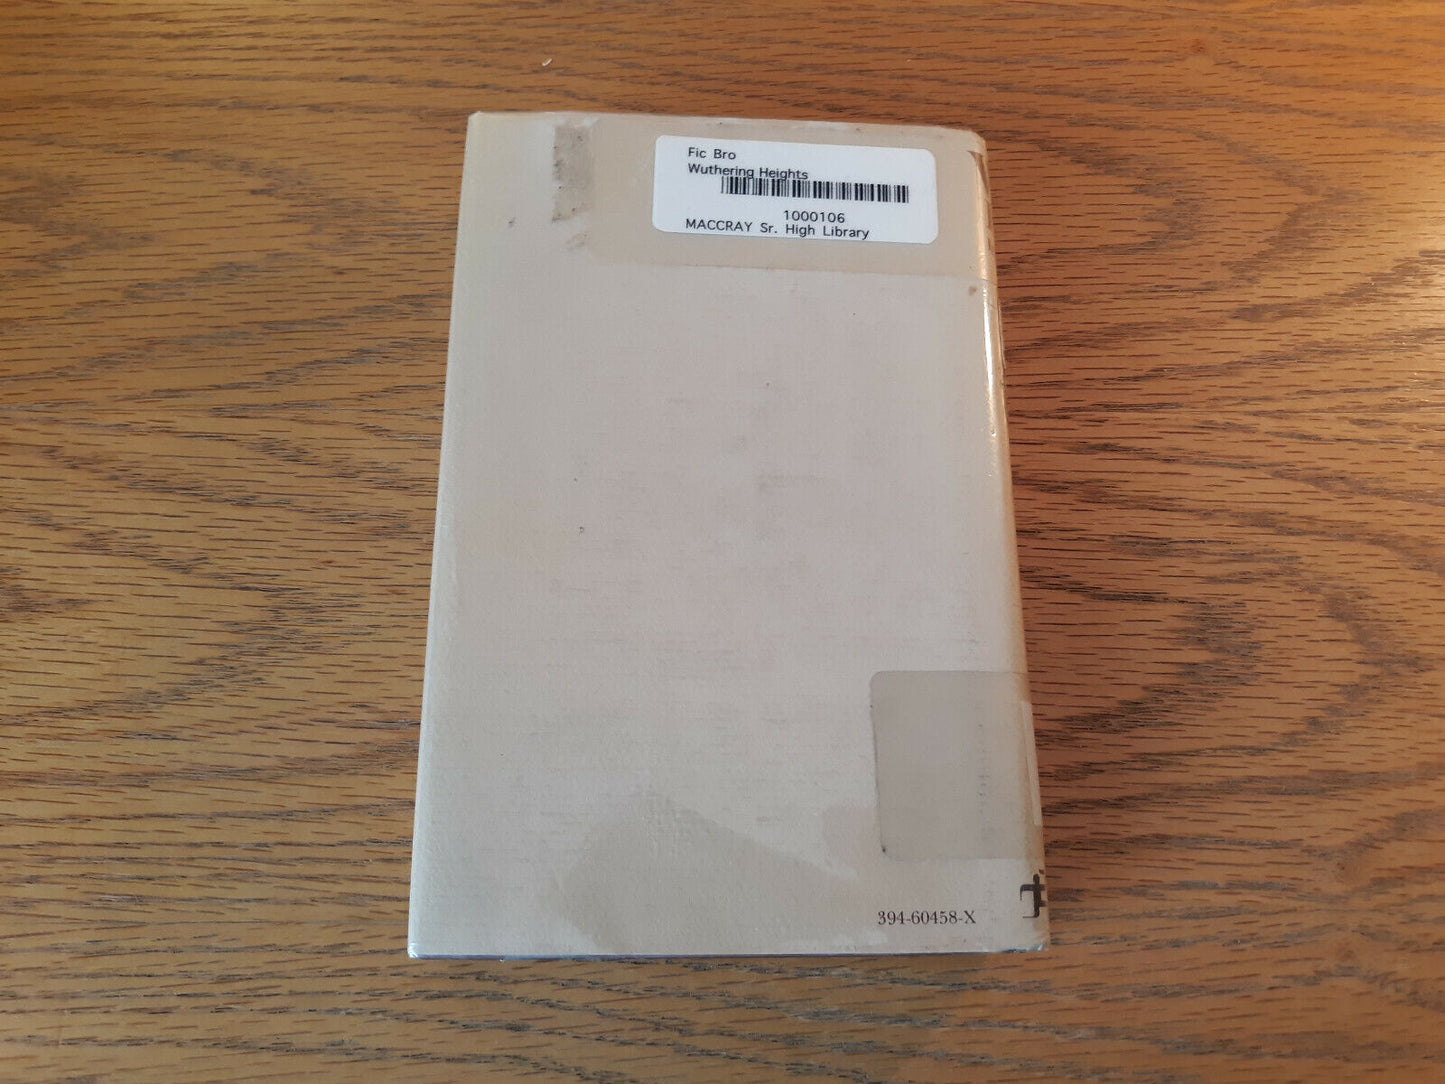 Fic Bro
Wuthering Heights
1000106
MACCRAY Sr. High Library
394-60458-X